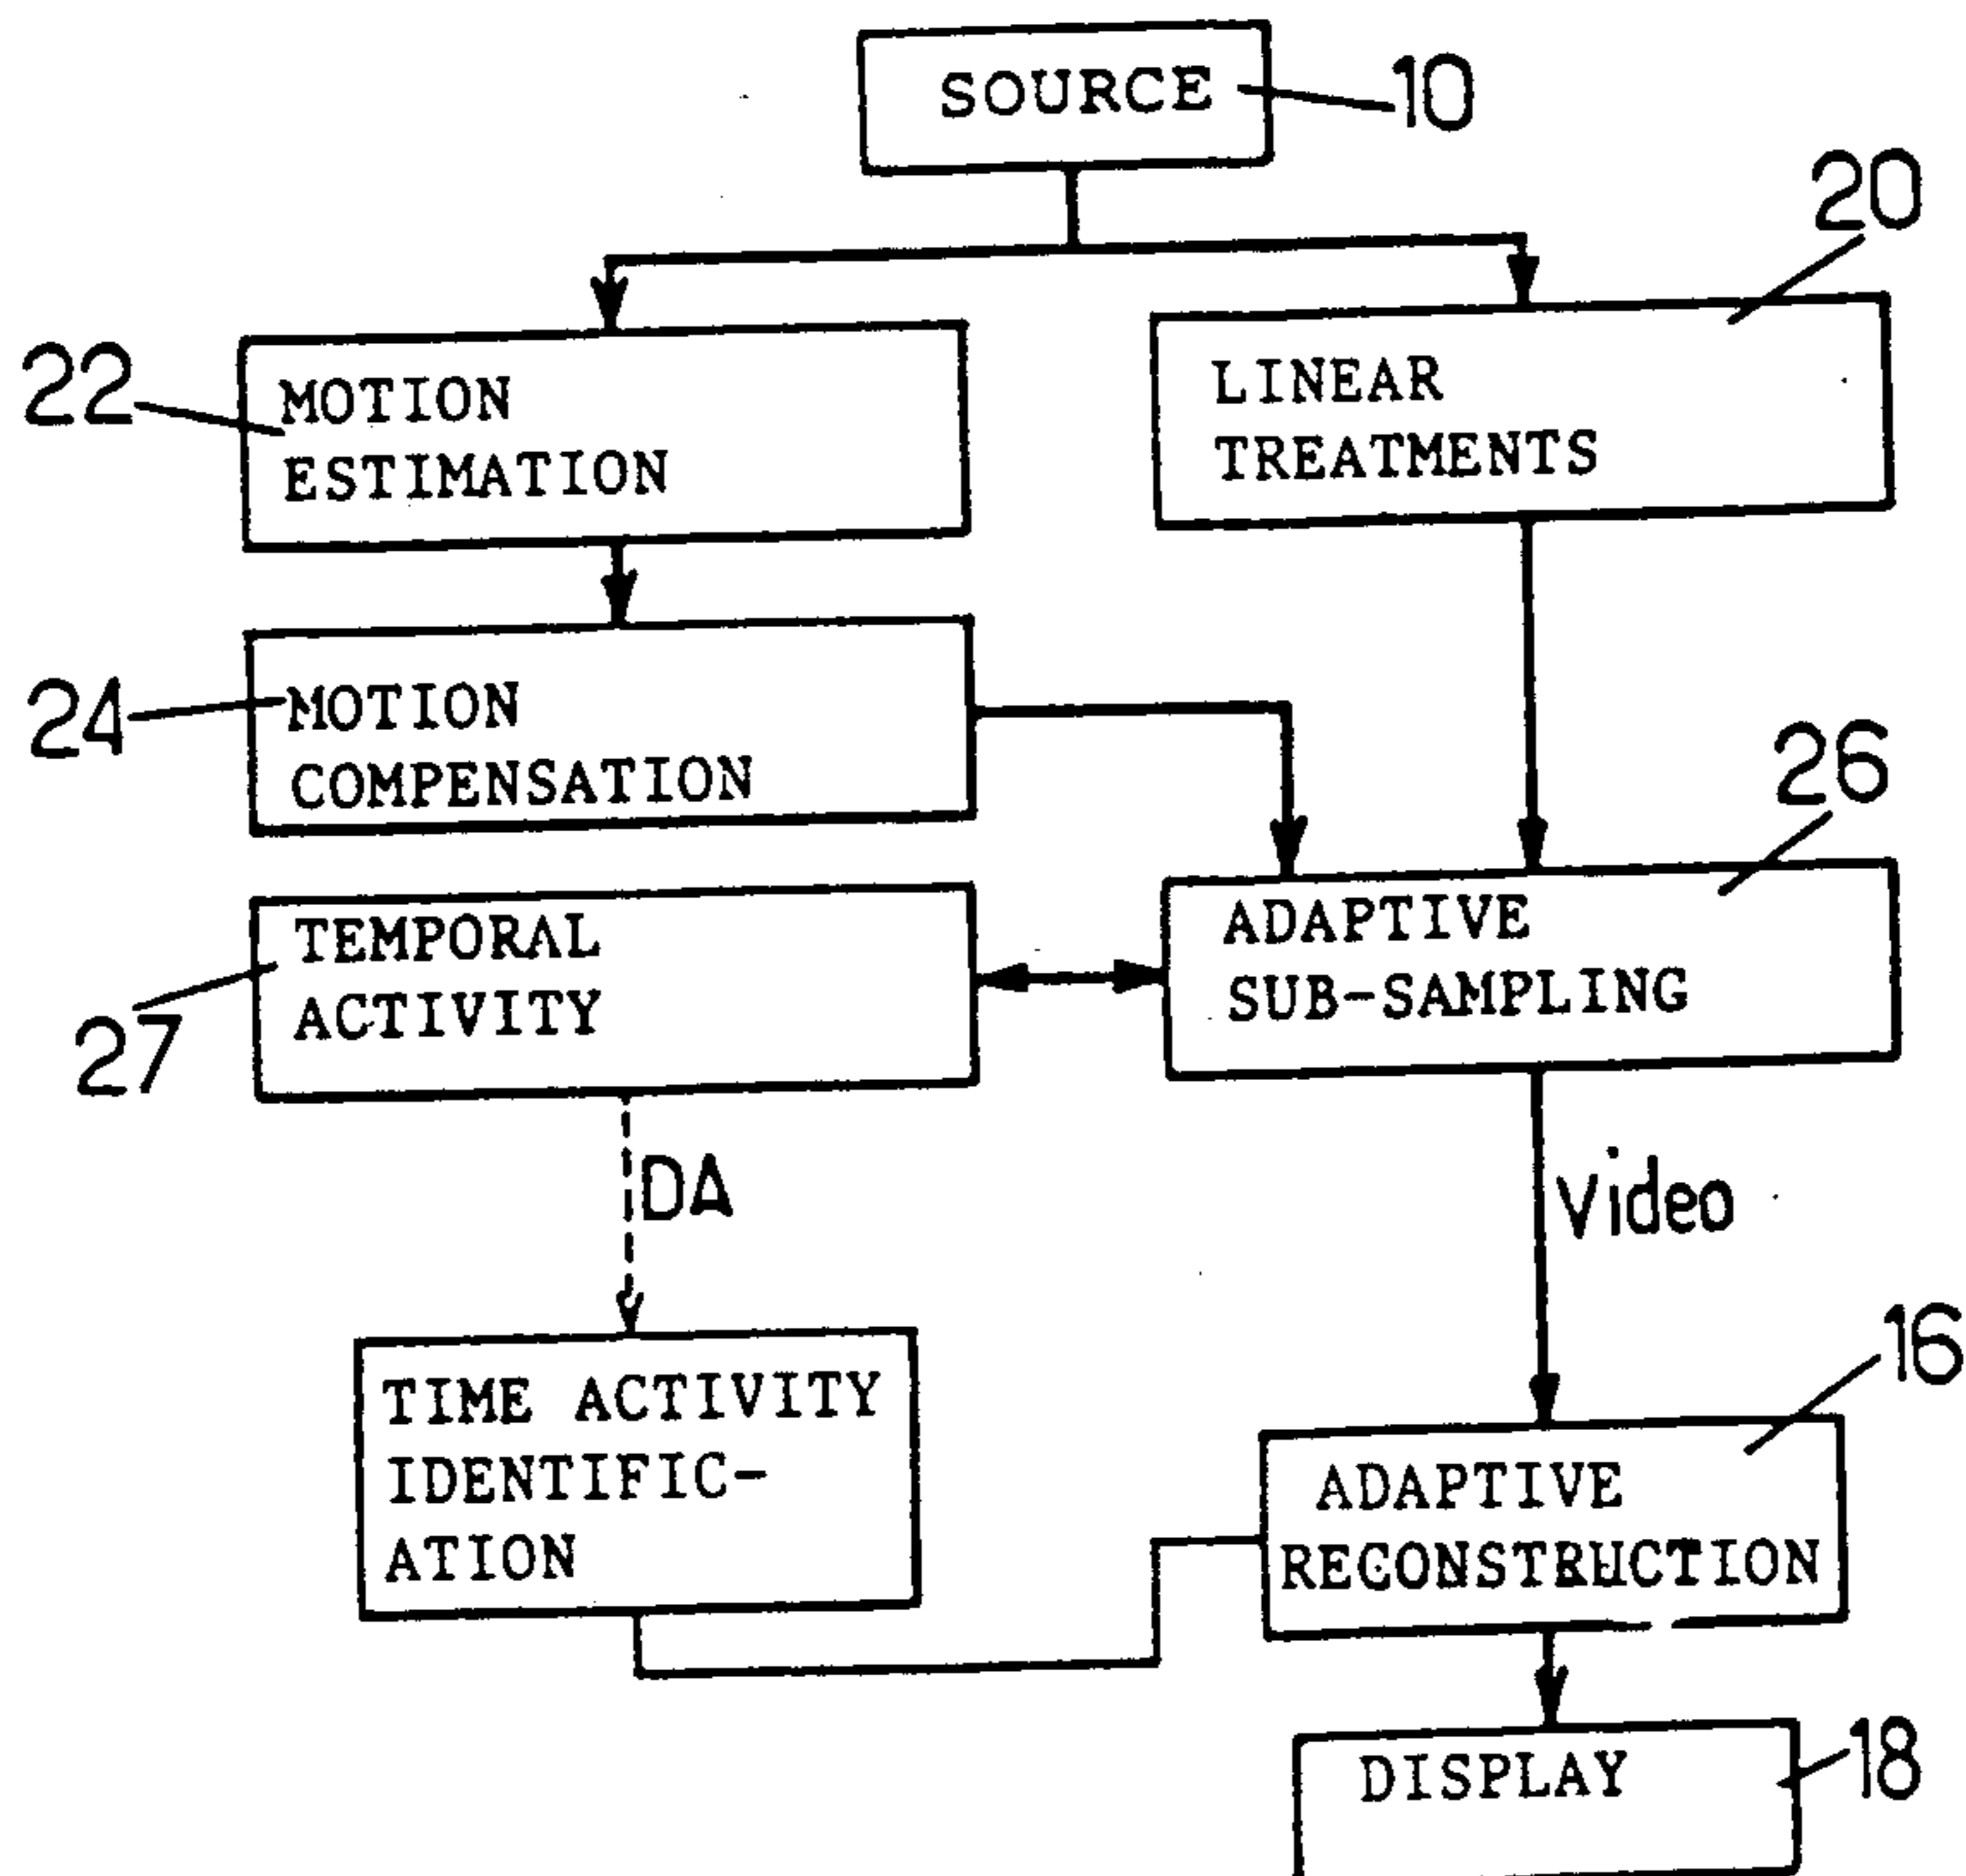 SOURCE
10
20
22
MOTION
ESTIMATION
LINEAR
TREATMENTS
24
MOTION
COMPENSATION
26
TEMPORAL
ACTIVITY
27
ADAPTIVE
SUB-SAMPLING
DA
Video
16
TIME ACTIVITY
IDENTIFIC-
ATION
ADAPTIVE
RECONSTRUCTION
DISPLAY
18